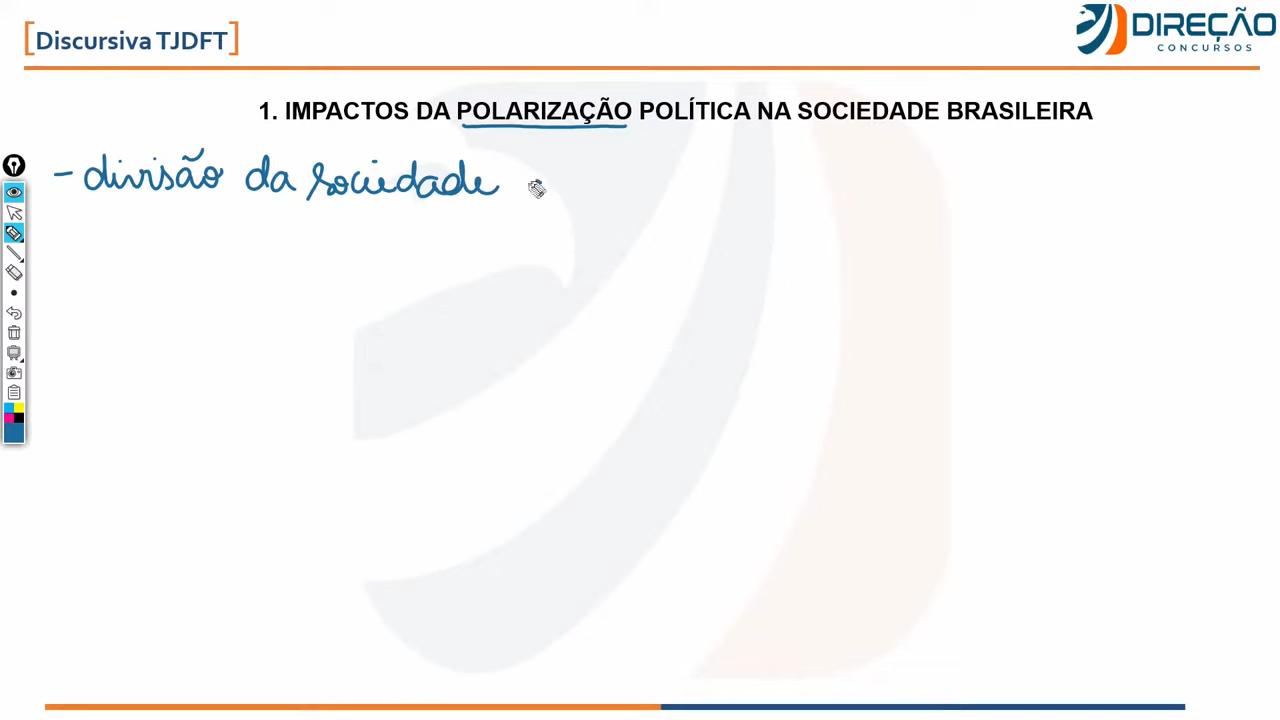 [Discursiva TJDFT]
DIREÇÃO
CONCURSOS
1. IMPACTOS DA POLARIZAÇÃO POLÍTICA NA SOCIEDADE BRASILEIRA
- divisão da sociedade